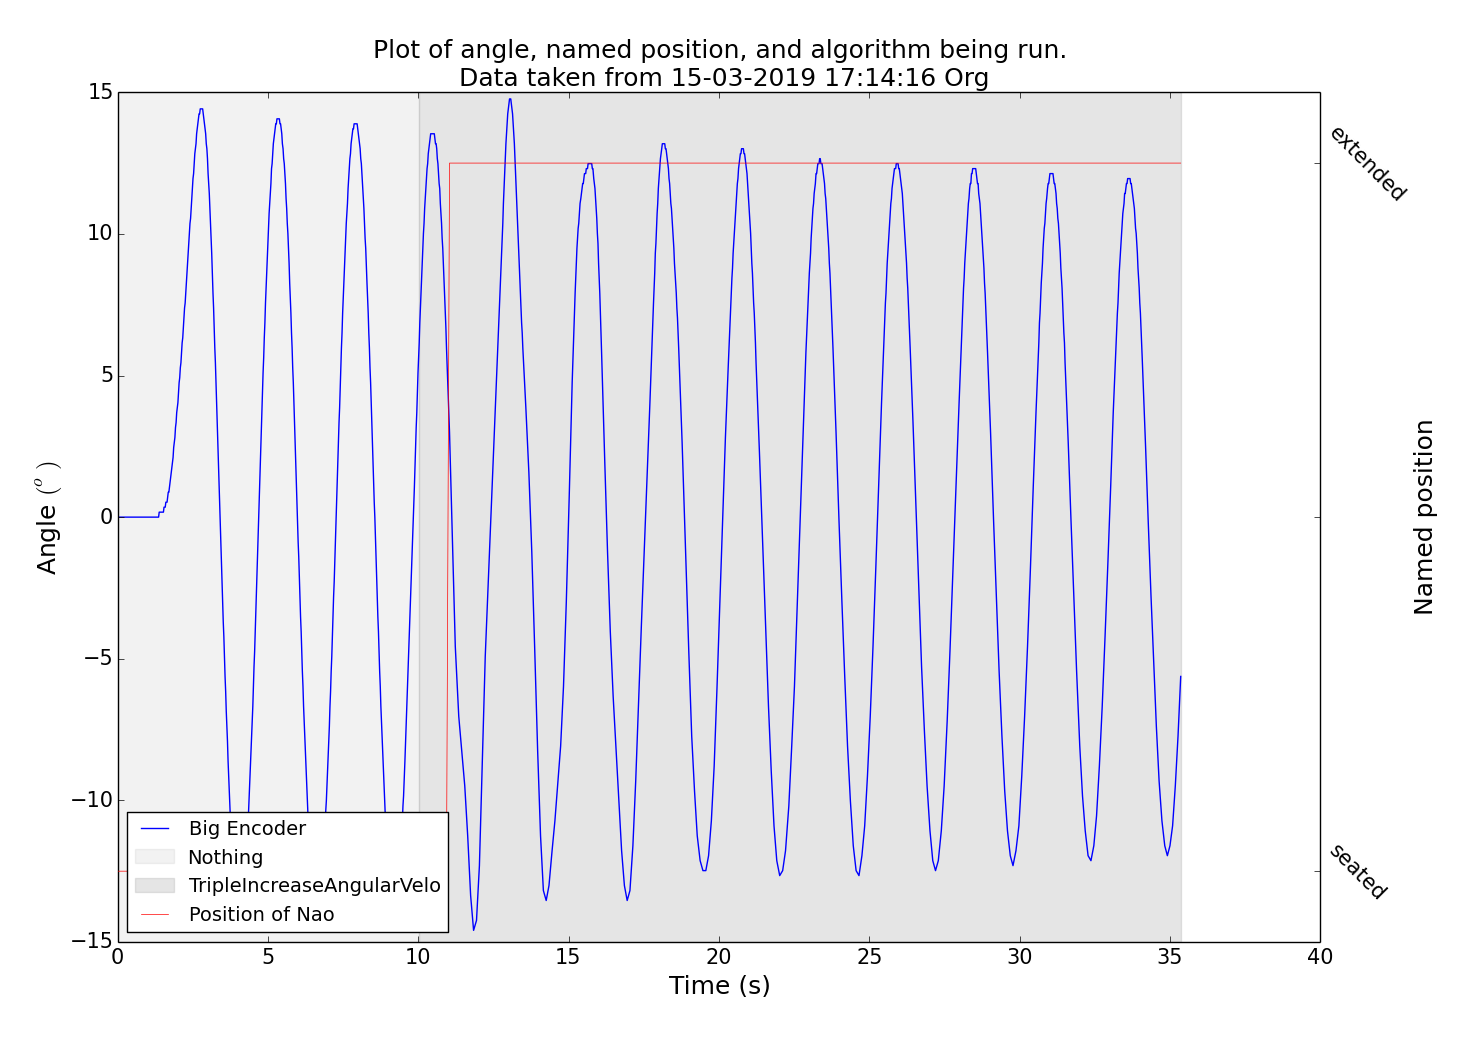 Plot of angle, named position, and algorithm being run.
Data taken from 15-03-2019 17:14:16 Org
15
10
5
0
−5
−10
−15
Angle (o)
0 5 10 15 20 25 30 35 40
Time (s)
extended
seated
Named position
Big Encoder
Nothing
TripleIncreaseAngularVelo
Position of Nao